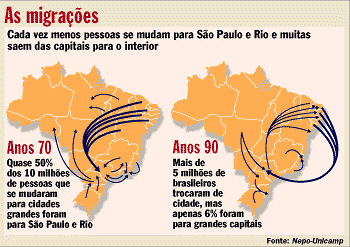 As migrações
Cada vez menos pessoas se mudam para São Paulo e Rio e muitas
saem das capitais para o interior
Anos 70
Quase 50%
dos 10 milhões
de pessoas que
se mudaram
para cidades
grandes foram
para São Paulo e Rio
Anos 90
Mais de
5 milhões de
brasileiros
trocaram de
cidade, mas
apenas 6% foram
para grandes capitais
Fonte: Nepo-Unicamp